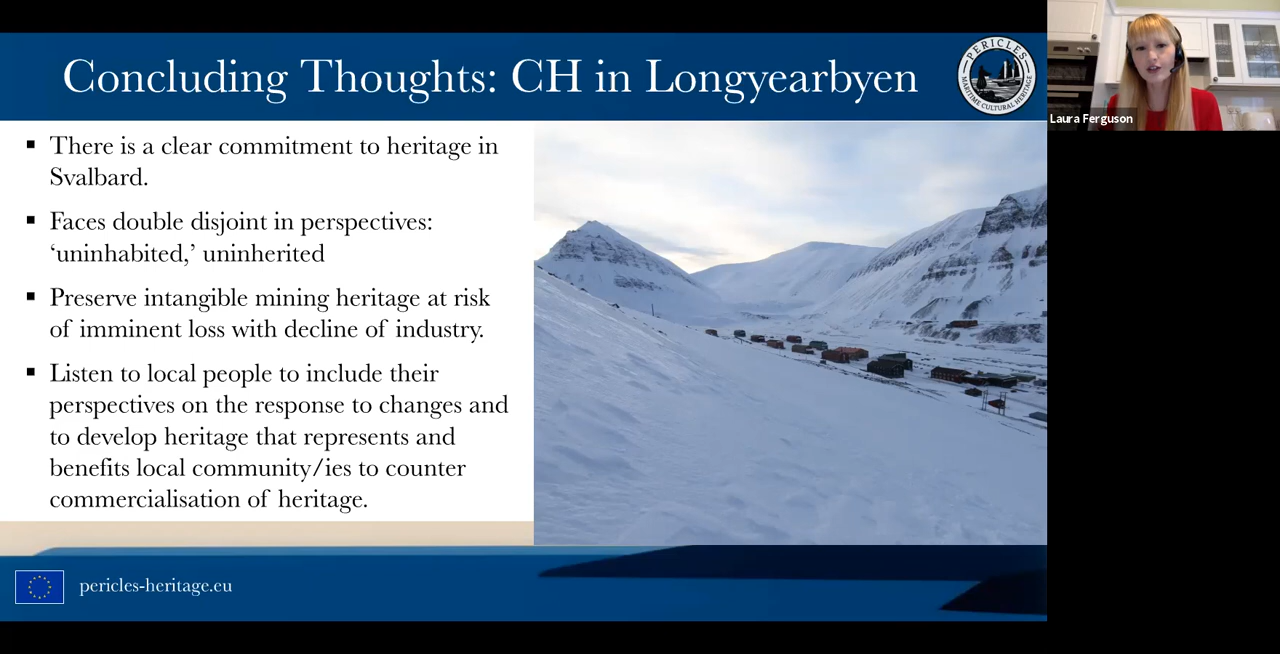 Concluding Thoughts: CH in Longyearbyen
PERICLES
MARITIME CULTURAL HERITAGE
Laura Ferguson
▪ There is a clear commitment to heritage in
Svalbard.
▪ Faces double disjoint in perspectives:
‘uninhabited,’ uninherited
▪ Preserve intangible mining heritage at risk
of imminent loss with decline of industry.
▪ Listen to local people to include their
perspectives on the response to changes and
to develop heritage that represents and
benefits local community/ies to counter
commercialisation of heritage.
pericles-heritage.eu